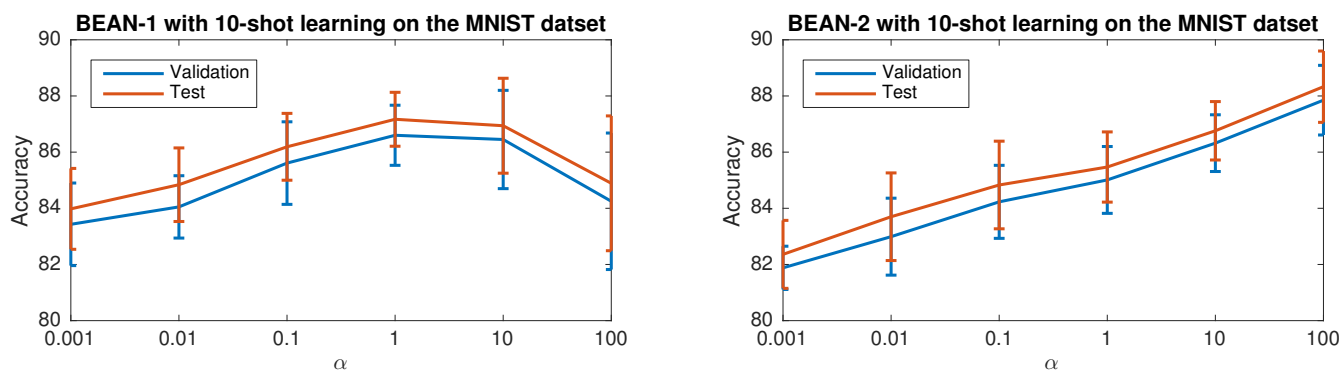 BEAN-1 with 10-shot learning on the MNIST datset
90
88
86
84
82
80
Accuracy
Validation
Test
0.001 0.01 0.1 1 10 100
α
BEAN-2 with 10-shot learning on the MNIST datset
90
88
86
84
82
80
Accuracy
Validation
Test
0.001 0.01 0.1 1 10 100
α